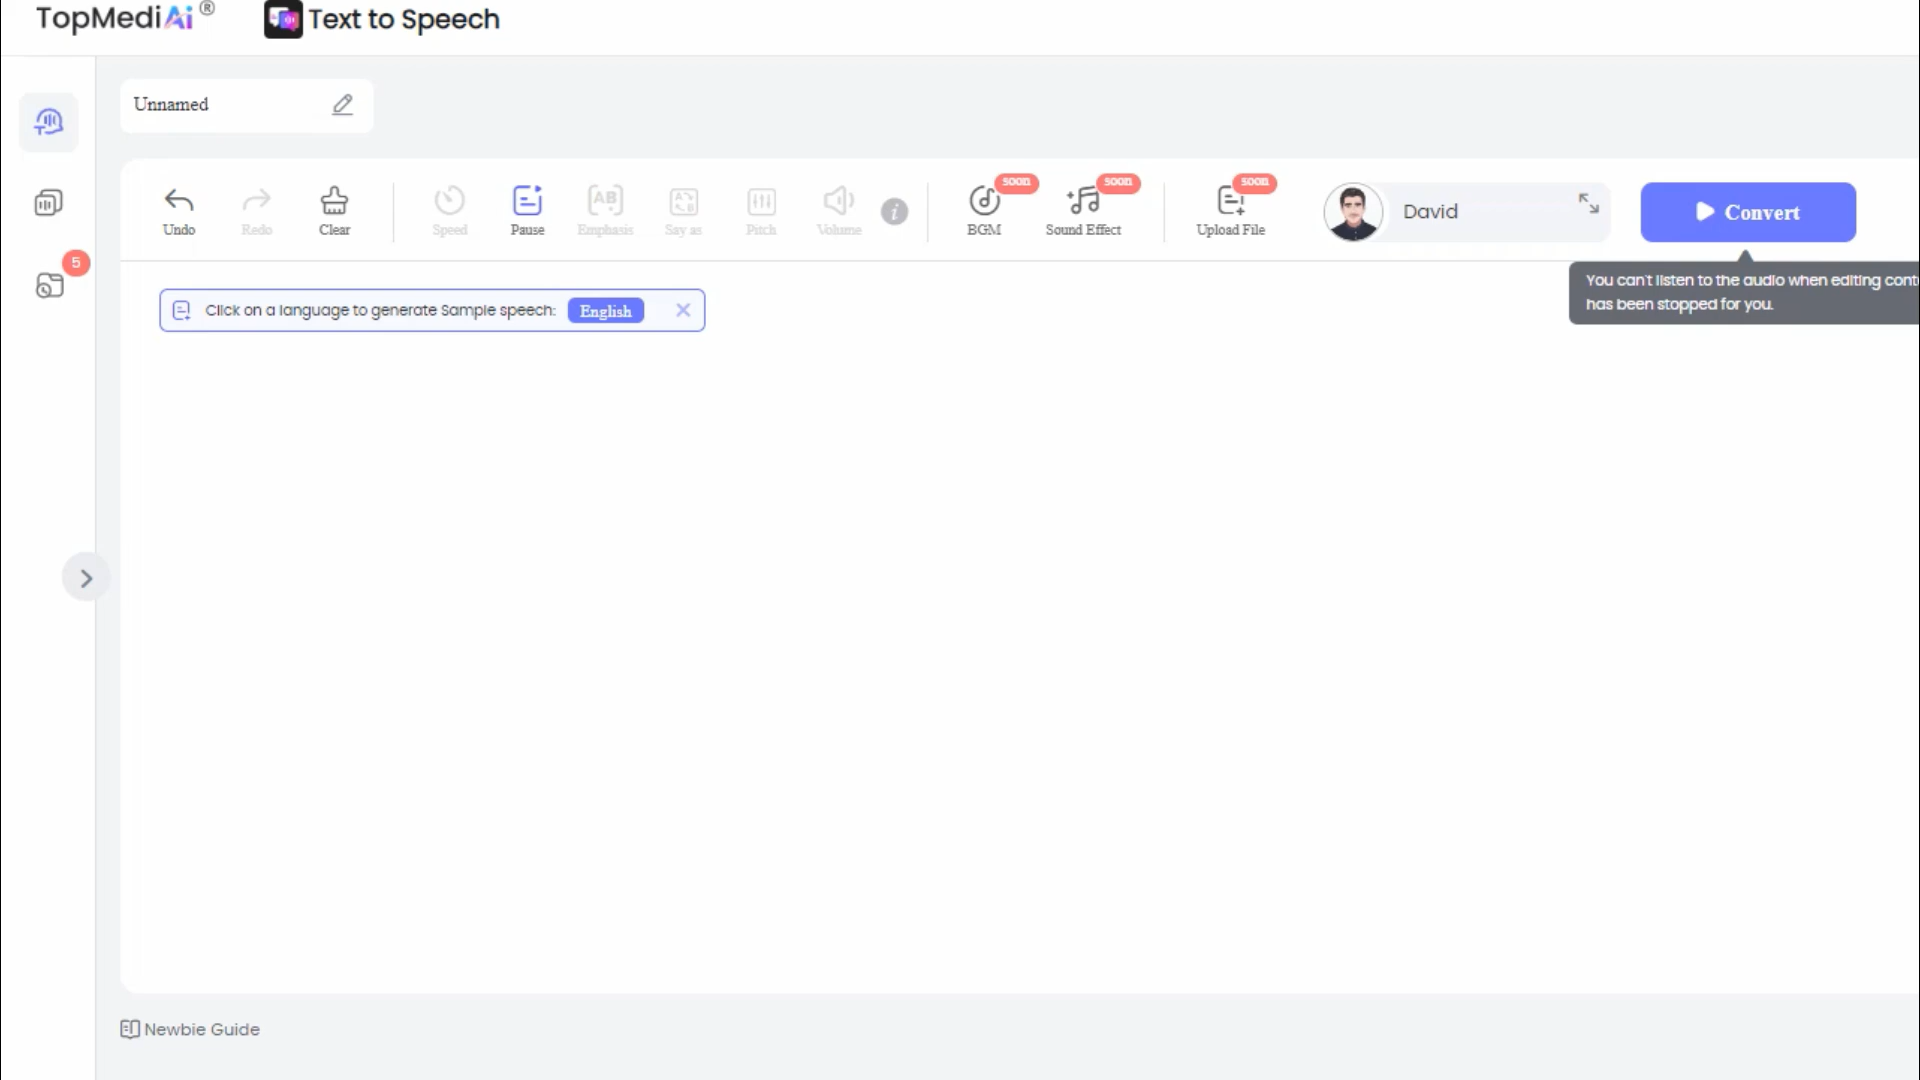 TopMediAi ®
Text to Speech
Unnamed
Undo
Redo
Clear
Speed
Pause
AB
Emphasis
Say as
Pitch
Volume
i
soon
BGM
soon
Sound Effect
soon
Upload File
David
Convert
You can't listen to the audio when editing cont
has been stopped for you.
Click on a language to generate Sample speech: English
5
Newbie Guide